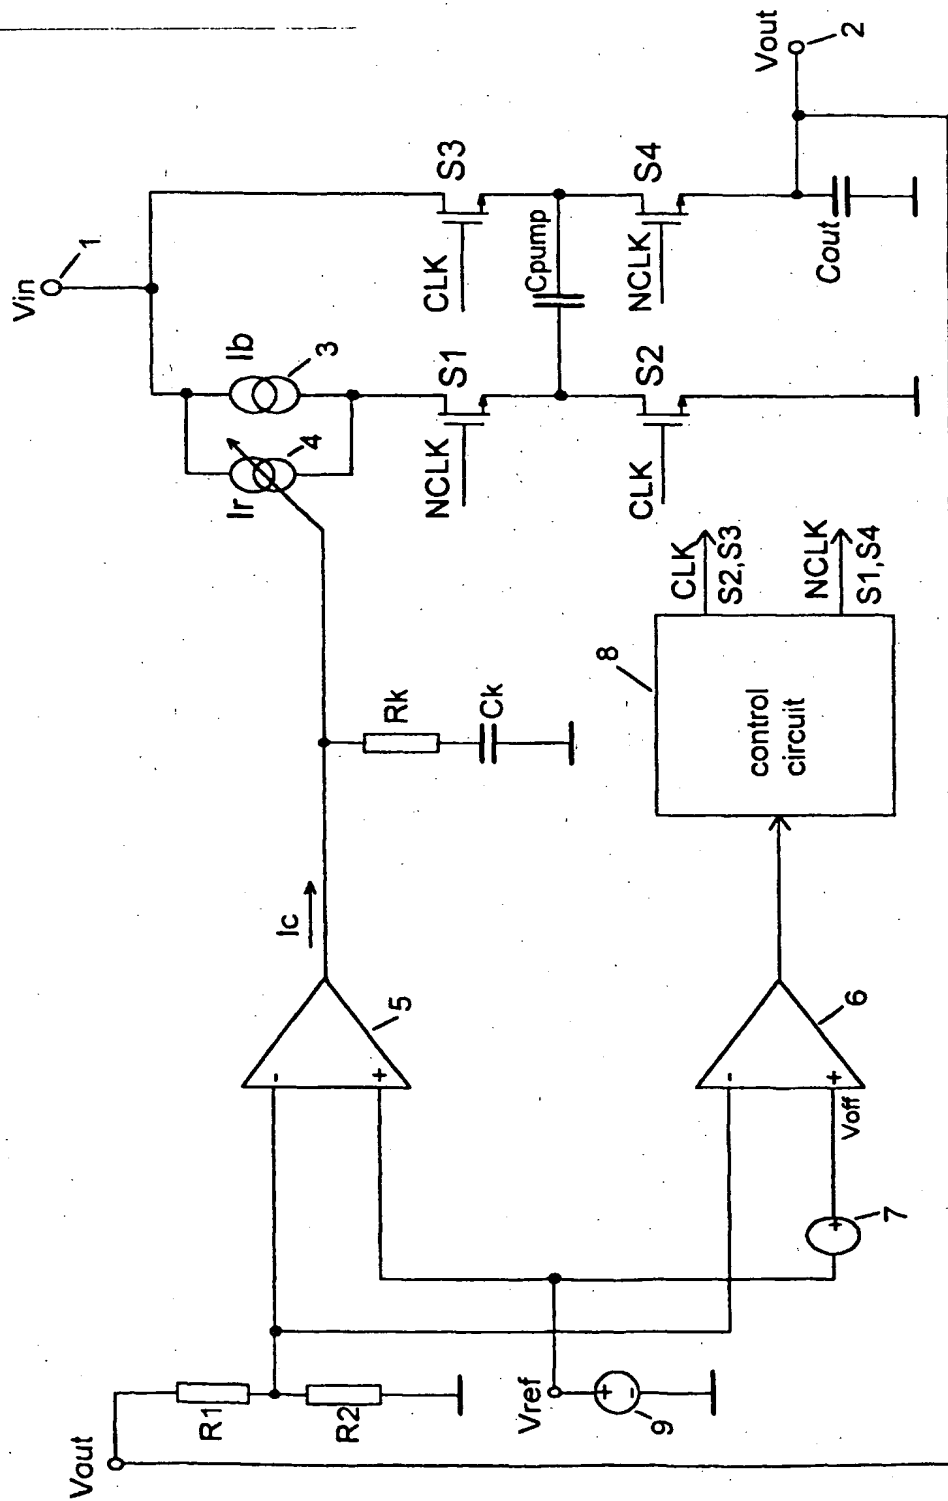 Vin
1
Ib
3
Ir
4
S3
CLK
S1
NCLK
Cpump
S4
NCLK
S2
CLK
Vout
2
Cout
Ic
Rk
Ck
5
-
+
8
control
circuit
CLK
S2,S3
NCLK
S1,S4
6
-
+
Voff
+
7
Vout
R1
R2
Vref
+
-
9